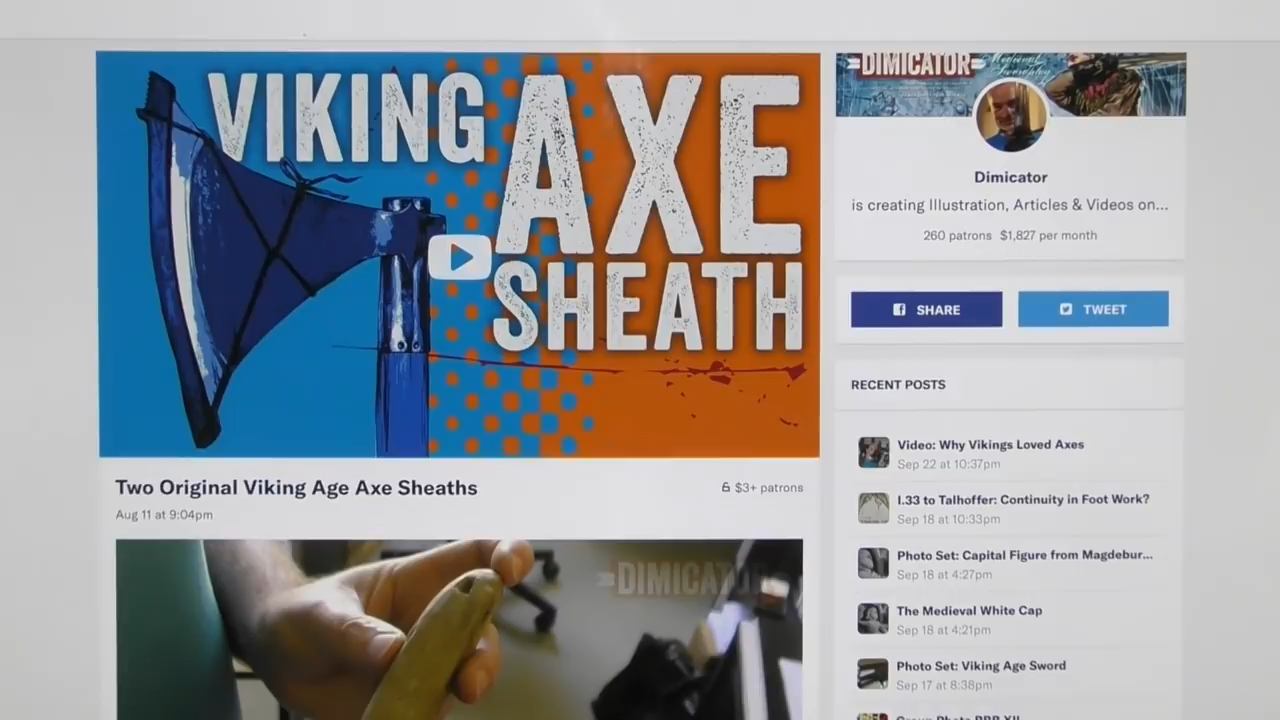 VIKING AXE
SHEATH
Two Original Viking Age Axe Sheaths
$3+ patrons
Aug 11 at 9:04pm
DIMICATOR
DIMICATOR
Medieval
Dimicator
is creating Illustration, Articles & Videos on...
260 patrons $1,827 per month
SHARE
TWEET
RECENT POSTS
Video: Why Vikings Loved Axes
Sep 22 at 10:37pm
I.33 to Talhoffer: Continuity in Foot Work?
Sep 18 at 10:33pm
Photo Set: Capital Figure from Magdebur...
Sep 18 at 4:27pm
The Medieval White Cap
Sep 18 at 4:21pm
Photo Set: Viking Age Sword
Sep 17 at 8:38pm